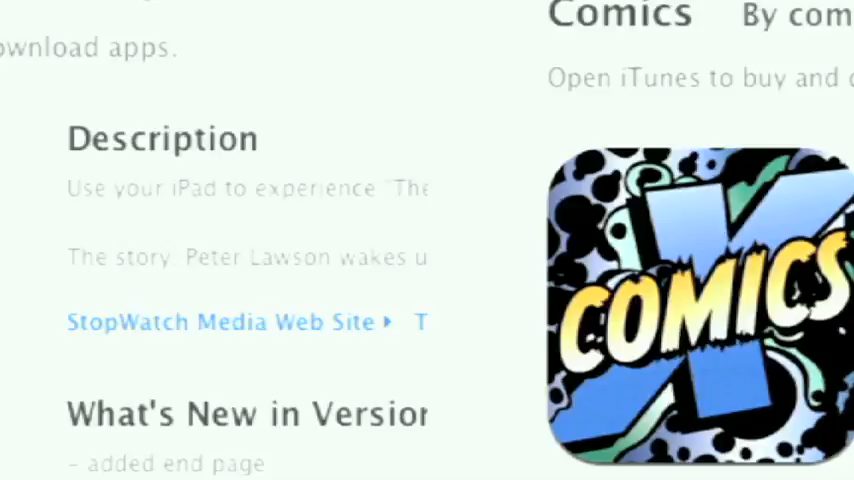 ownload apps.
Description
Use your iPad to experience "The
The story: Peter Lawson wakes u
StopWatch Media Web Site T
What's New in Version
- added end page
Comics By com
Open iTunes to buy and
COMICS